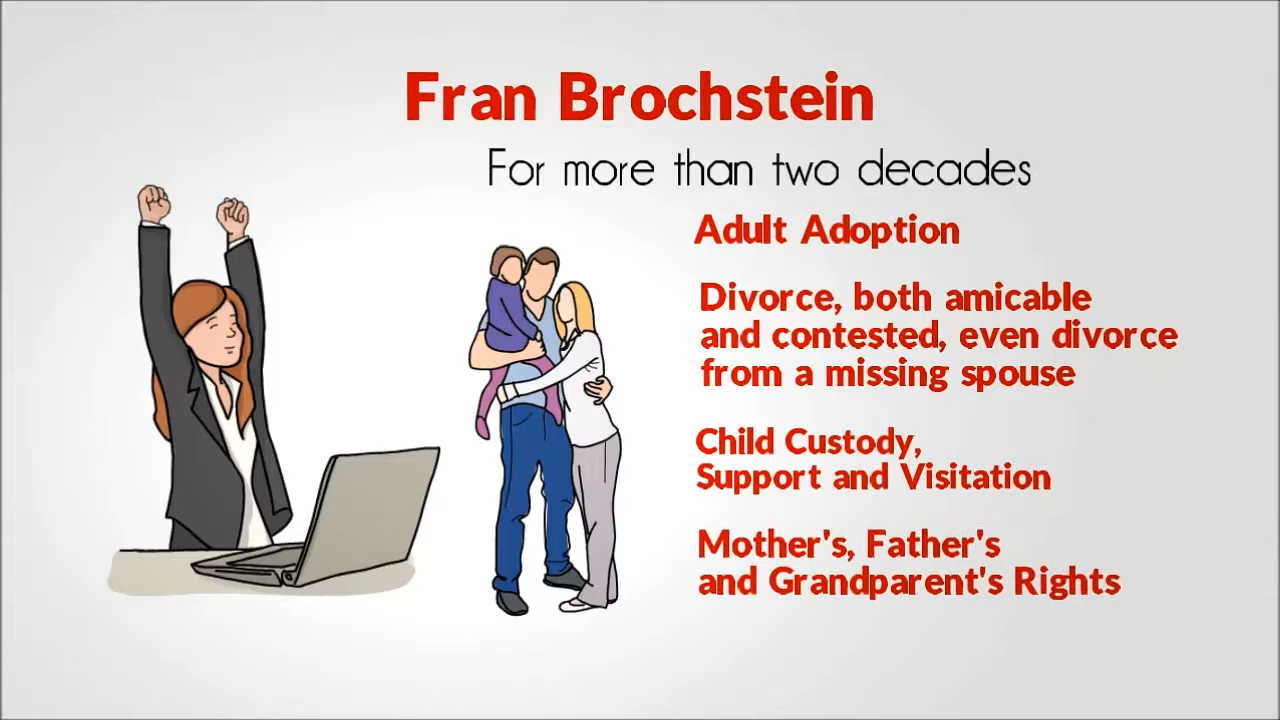 Fran Brochstein
For more than two decades
Adult Adoption
Divorce, both amicable
and contested, even divorce
from a missing spouse
Child Custody,
Support and Visitation
Mother's, Father's
and Grandparent's Rights